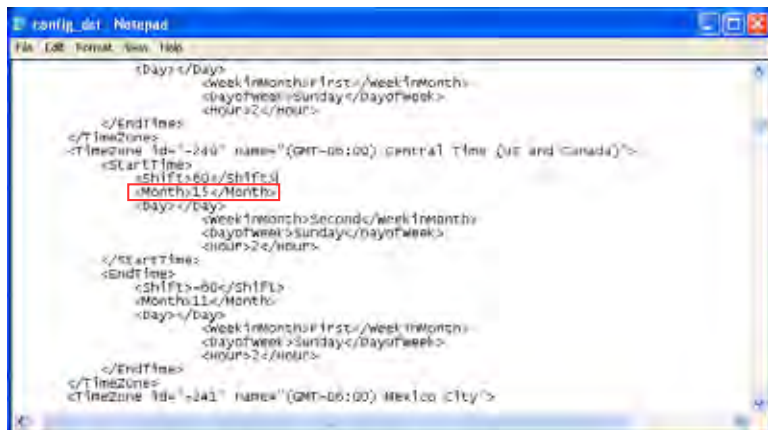 config_dst - Notepad
File Edit Format View Help
<Day></Day>
<WeekinMonth>First</WeekinMonth>
<DayofWeek>Sunday</DayofWeek>
<Hour>2</Hour>
</EndTime>
</TimeZone>
<TimeZone id="-240" name="(GMT-06:00) Central Time (US and Canada)">
<StartTime>
<Shift>60</Shift>
<Month>15</Month>
<Day></Day>
<WeekinMonth>Second</WeekinMonth>
<DayofWeek>Sunday</DayofWeek>
<Hour>2</Hour>
</StartTime>
<EndTime>
<Shift>-60</Shift>
<Month>11</Month>
<Day></Day>
<WeekinMonth>First</WeekinMonth>
<DayofWeek>Sunday</DayofWeek>
<Hour>2</Hour>
</EndTime>
</TimeZone>
<TimeZone id="-241" name="(GMT-06:00) Mexico City">